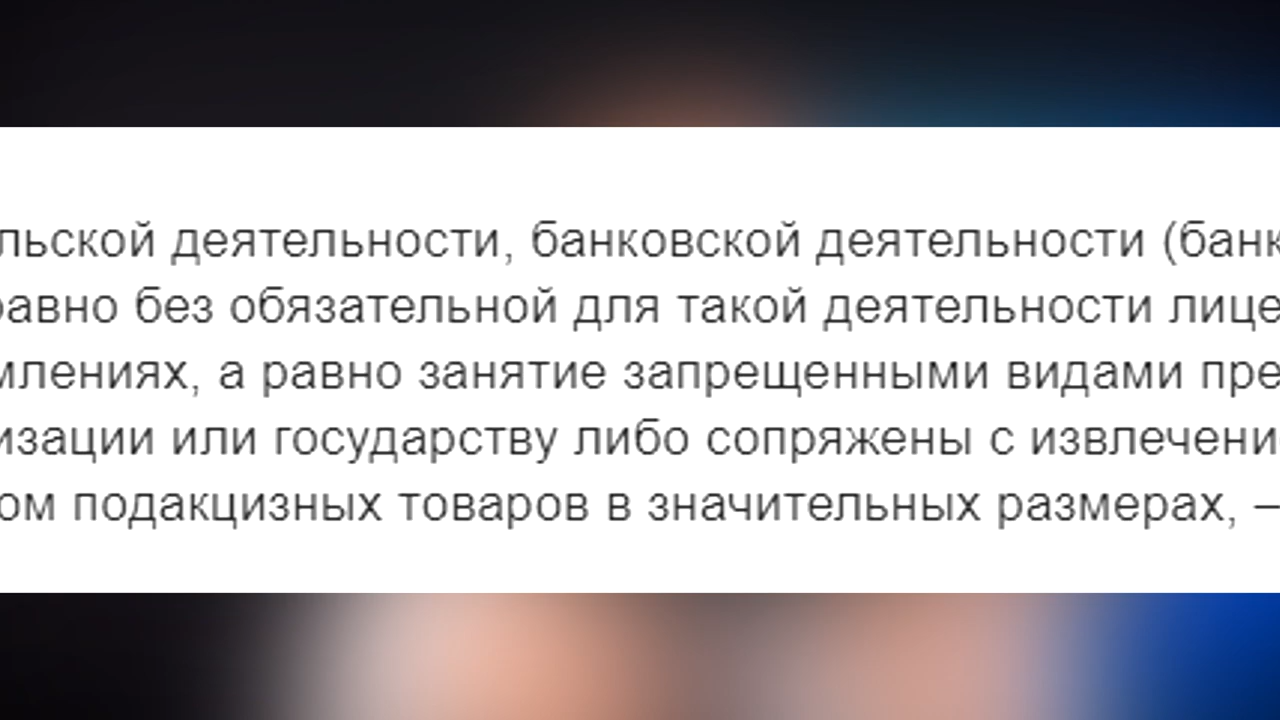 льской деятельности, банковской деятельности (банк
равно без обязательной для такой деятельности лице
млениях, а равно занятие запрещенными видами пре
изации или государству либо сопряжены с извлечени
ом подакцизных товаров в значительных размерах, –